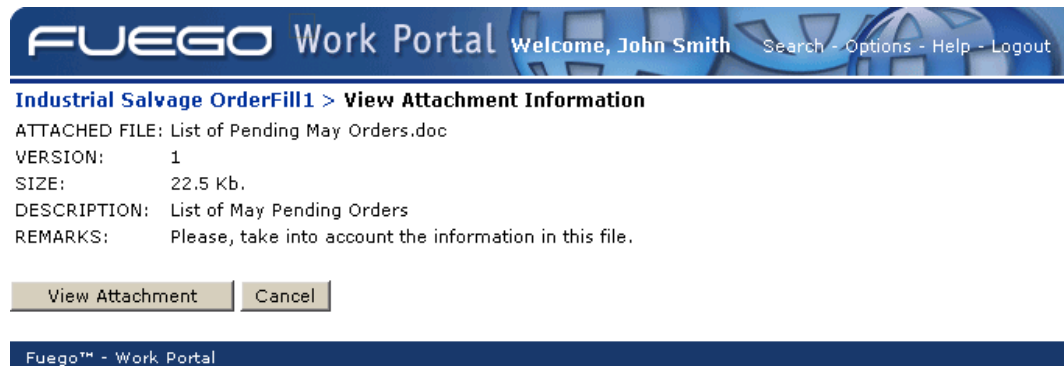 FUEGO Work Portal Welcome, John Smith Search - Options - Help - Logout
Industrial Salvage OrderFill1 > View Attachment Information
ATTACHED FILE: List of Pending May Orders.doc
VERSION: 1
SIZE: 22.5 Kb.
DESCRIPTION: List of May Pending Orders
REMARKS: Please, take into account the information in this file.
View Attachment Cancel
Fuego™ - Work Portal